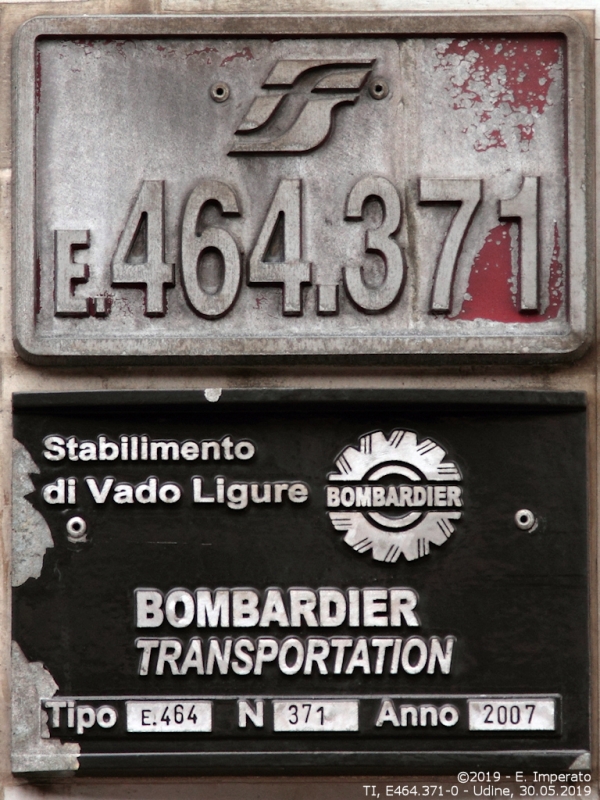 E.464.371
Stabilimento
di Vado Ligure
BOMBARDIER
BOMBARDIER
TRANSPORTATION
Tipo E.464 N 371 Anno 2007
©2019 - E. Imperato
TI, E464.371-0 - Udine, 30.05.2019